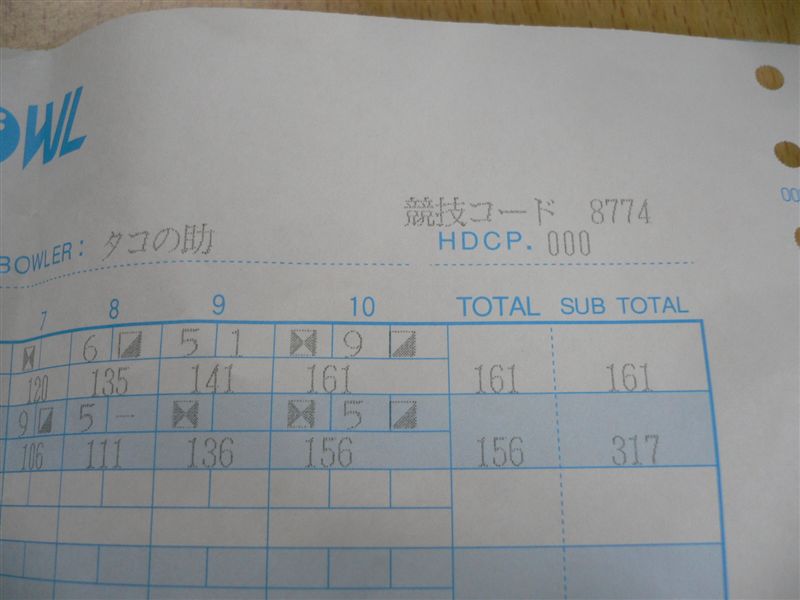 OWL
競技コード 8774
BOWLER: タコの助 HDCP. 000
7 8 9 10 TOTAL SUB TOTAL
6 5 1 9
120 135 141 161 161 161
9 5 - 5
106 111 136 156 156 317